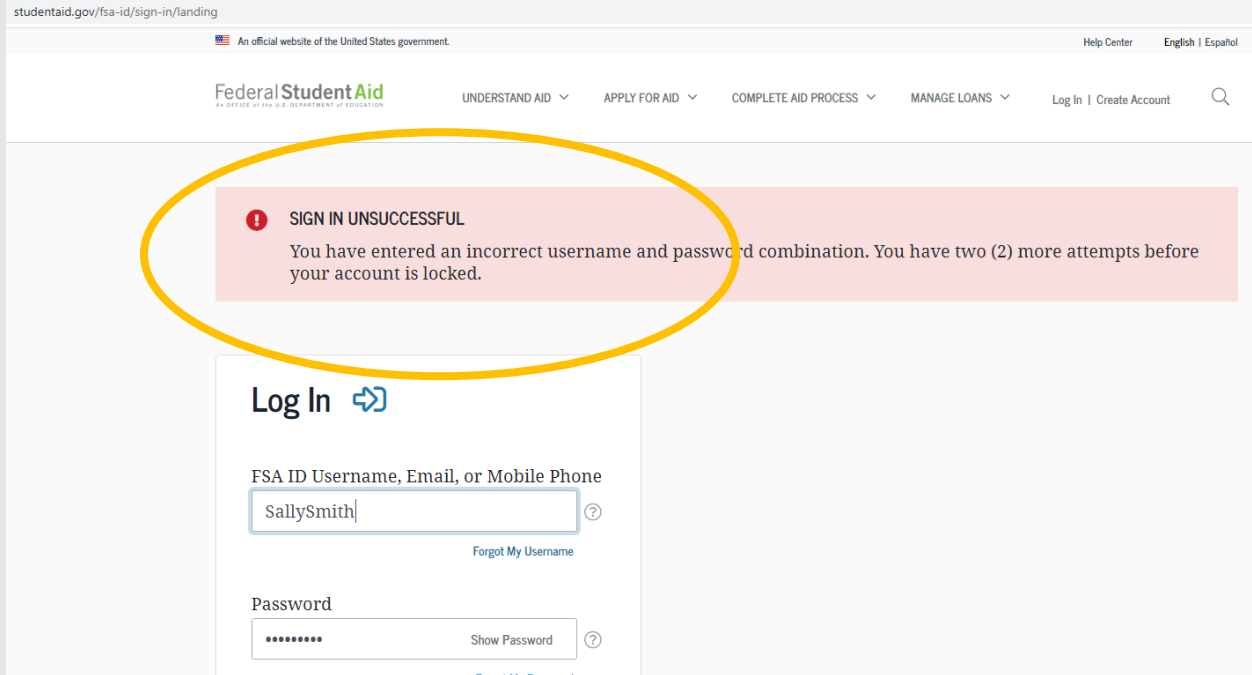 studentaid.gov/fsa-id/sign-in/landing
An official website of the United States government.
Help Center English | Español
Federal Student Aid
An OFFICE of the U.S. DEPARTMENT of EDUCATION
UNDERSTAND AID APPLY FOR AID COMPLETE AID PROCESS MANAGE LOANS Log In | Create Account
SIGN IN UNSUCCESSFUL
You have entered an incorrect username and password combination. You have two (2) more attempts before
your account is locked.
Log In
FSA ID Username, Email, or Mobile Phone
SallySmith
Forgot My Username
Password
••••••••• Show Password